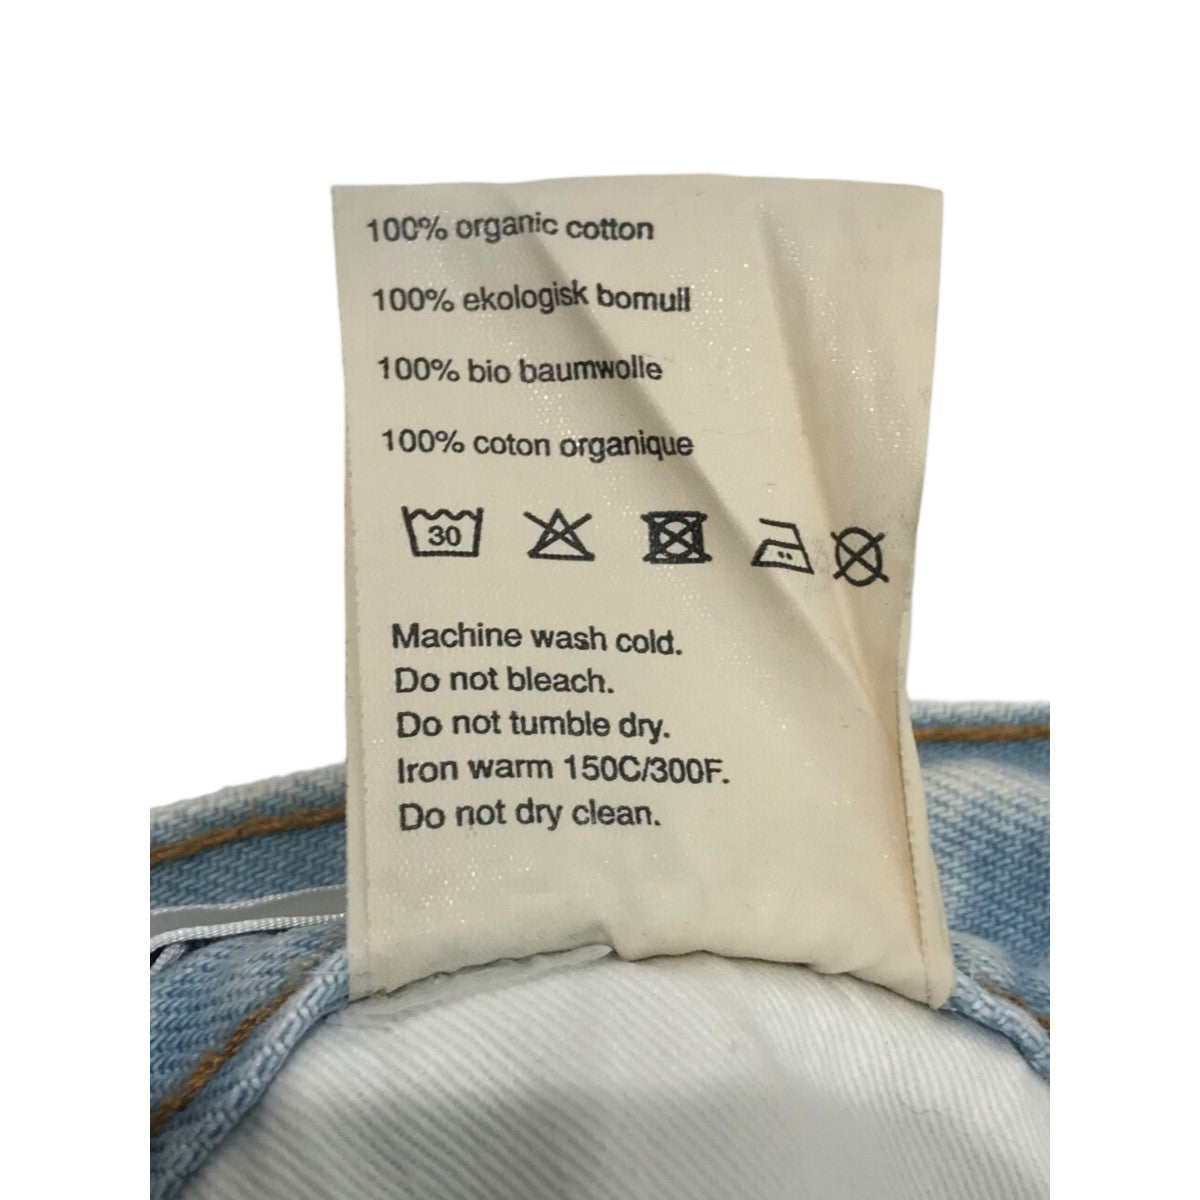 100% organic cotton
100% ekologisk bomull
100% bio baumwolle
100% coton organique
30
Machine wash cold.
Do not bleach.
Do not tumble dry.
Iron warm 150C/300F.
Do not dry clean.